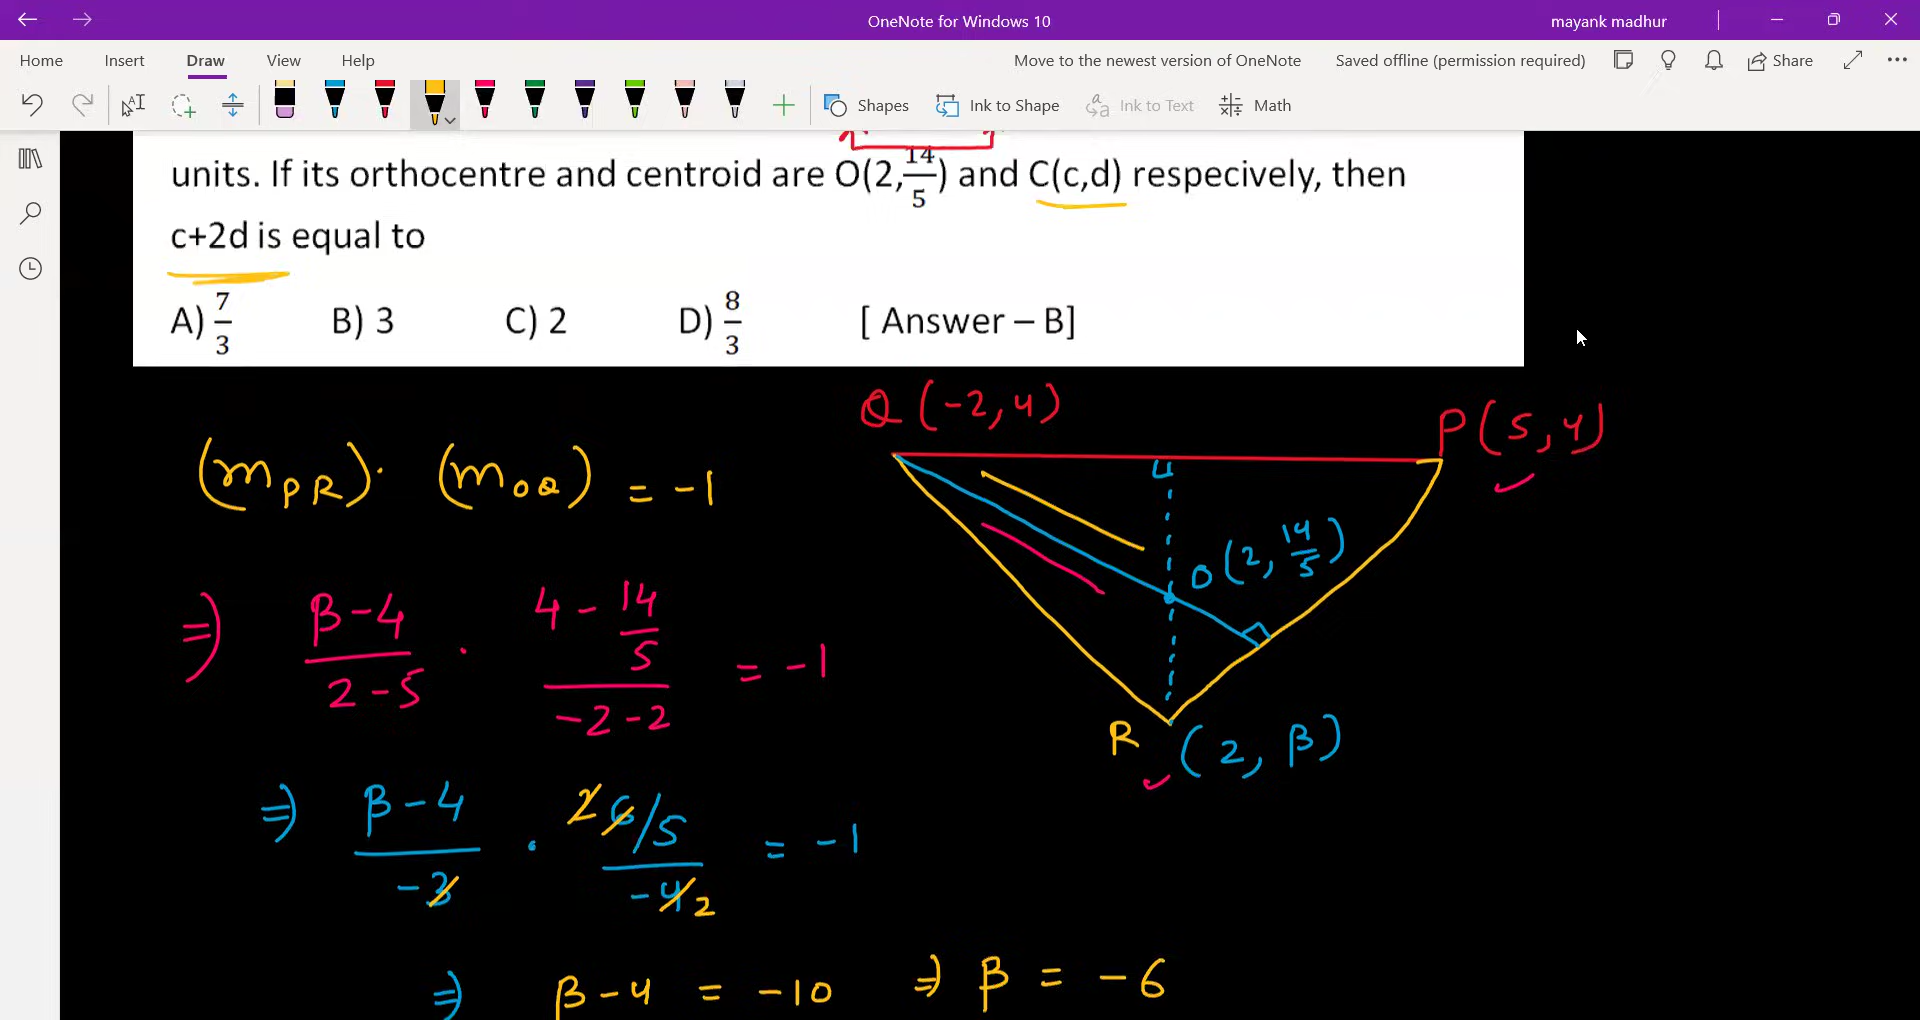 OneNote for Windows 10
mayank madhur
Home Insert Draw View Help
Move to the newest version of OneNote Saved offline (permission required) Share
Shapes Ink to Shape Ink to Text Math
units. If its orthocentre and centroid are O(2,14/5) and C(c,d) respecively, then
c+2d is equal to
A) 7/3 B) 3 C) 2 D) 8/3 [ Answer – B]
Q (-2,4)
P (5,4)
(mPR). (mOQ) = -1
O (2, 14/5)
⇒ β-4/2-5 . 4-14/5/-2-2 = -1
R (2, β)
⇒ β-4/-3 . 2 6/5/-4 2 = -1
⇒ β-4 = -10 ⇒ β = -6